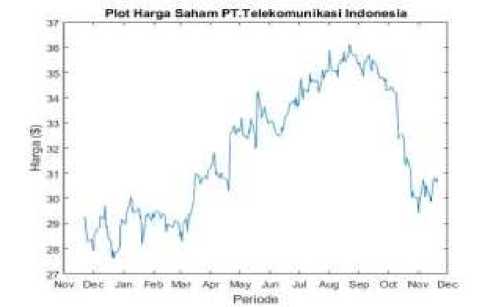 Plot Harga Saham PT.Telekomunikasi Indonesia
37
36
35
34
33
32
31
30
29
28
27
Harga ($)
Nov Dec Jan Feb Mar Apr May Jun Jul Aug Sep Oct Nov Dec
Periode